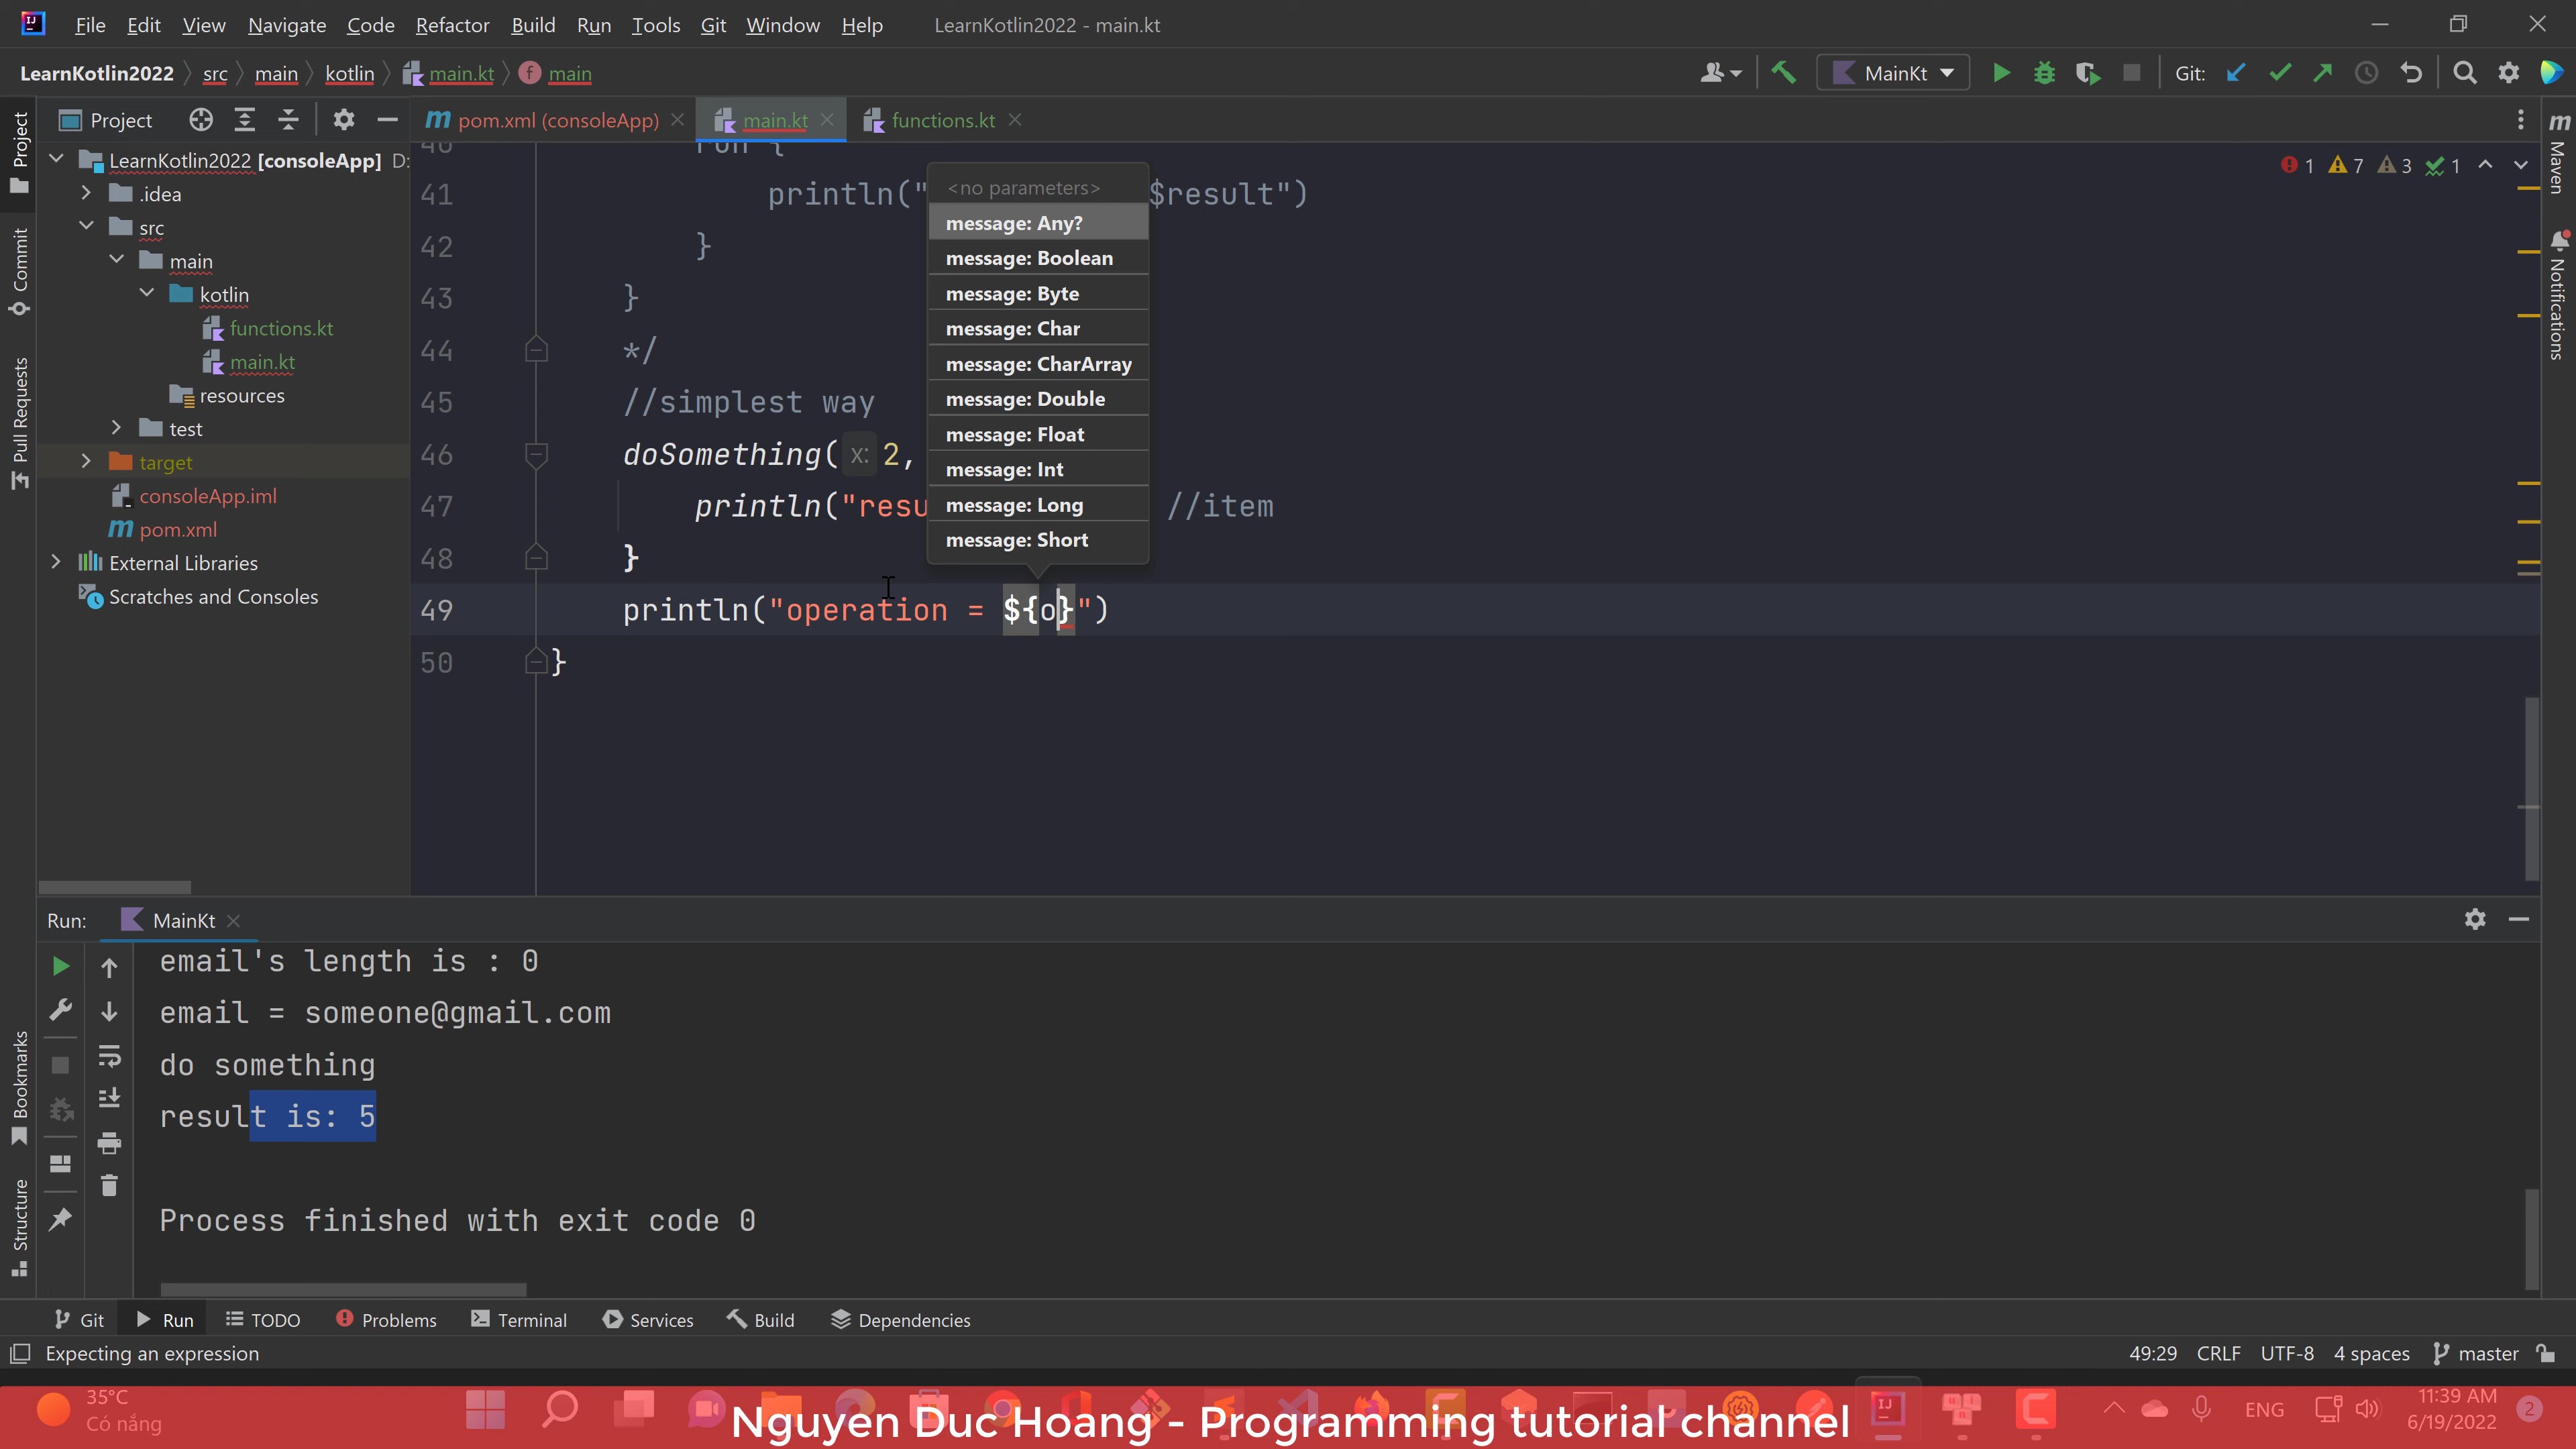 File Edit View Navigate Code Refactor Build Run Tools Git Window Help LearnKotlin2022 - main.kt
LearnKotlin2022 src main kotlin main.kt main MainKt Git:
Project pom.xml (consoleApp) main.kt functions.kt
Project
Commit
Pull Requests
Bookmarks
Structure
Maven
Notifications
LearnKotlin2022 [consoleApp] D:
.idea
src
main
kotlin
functions.kt
main.kt
resources
test
target
consoleApp.iml
pom.xml
External Libraries
Scratches and Consoles
1 7 3 1
41 println(" $result")
42 }
43 }
44 */
45 //simplest way
46 doSomething( x: 2,
47 println("resu //item
48 }
49 println("operation = ${o}")
50 }
<no parameters>
message: Any?
message: Boolean
message: Byte
message: Char
message: CharArray
message: Double
message: Float
message: Int
message: Long
message: Short
Run: MainKt
email's length is : 0
email = someone@gmail.com
do something
result is: 5
Process finished with exit code 0
Git Run TODO Problems Terminal Services Build Dependencies
Expecting an expression 49:29 CRLF UTF-8 4 spaces master
35°C
Có nắng
Nguyen Duc Hoang - Programming tutorial channel
ENG
11:39 AM
6/19/2022
2